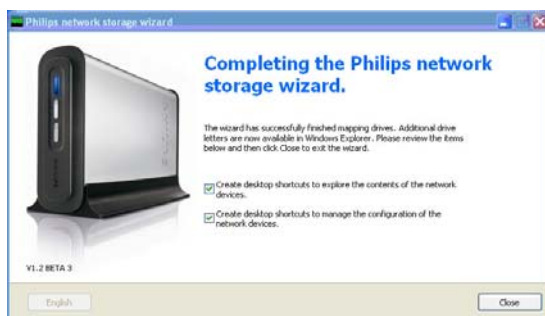 Philips network storage wizard
Completing the Philips network
storage wizard.
The wizard has successfully finished mapping drives. Additional drive
letters are now available in Windows Explorer. Please review the items
below and then click Close to exit the wizard.
Create desktop shortcuts to explore the contents of the network
devices.
Create desktop shortcuts to manage the configuration of the
network devices.
V1.2 BETA 3
English
Close